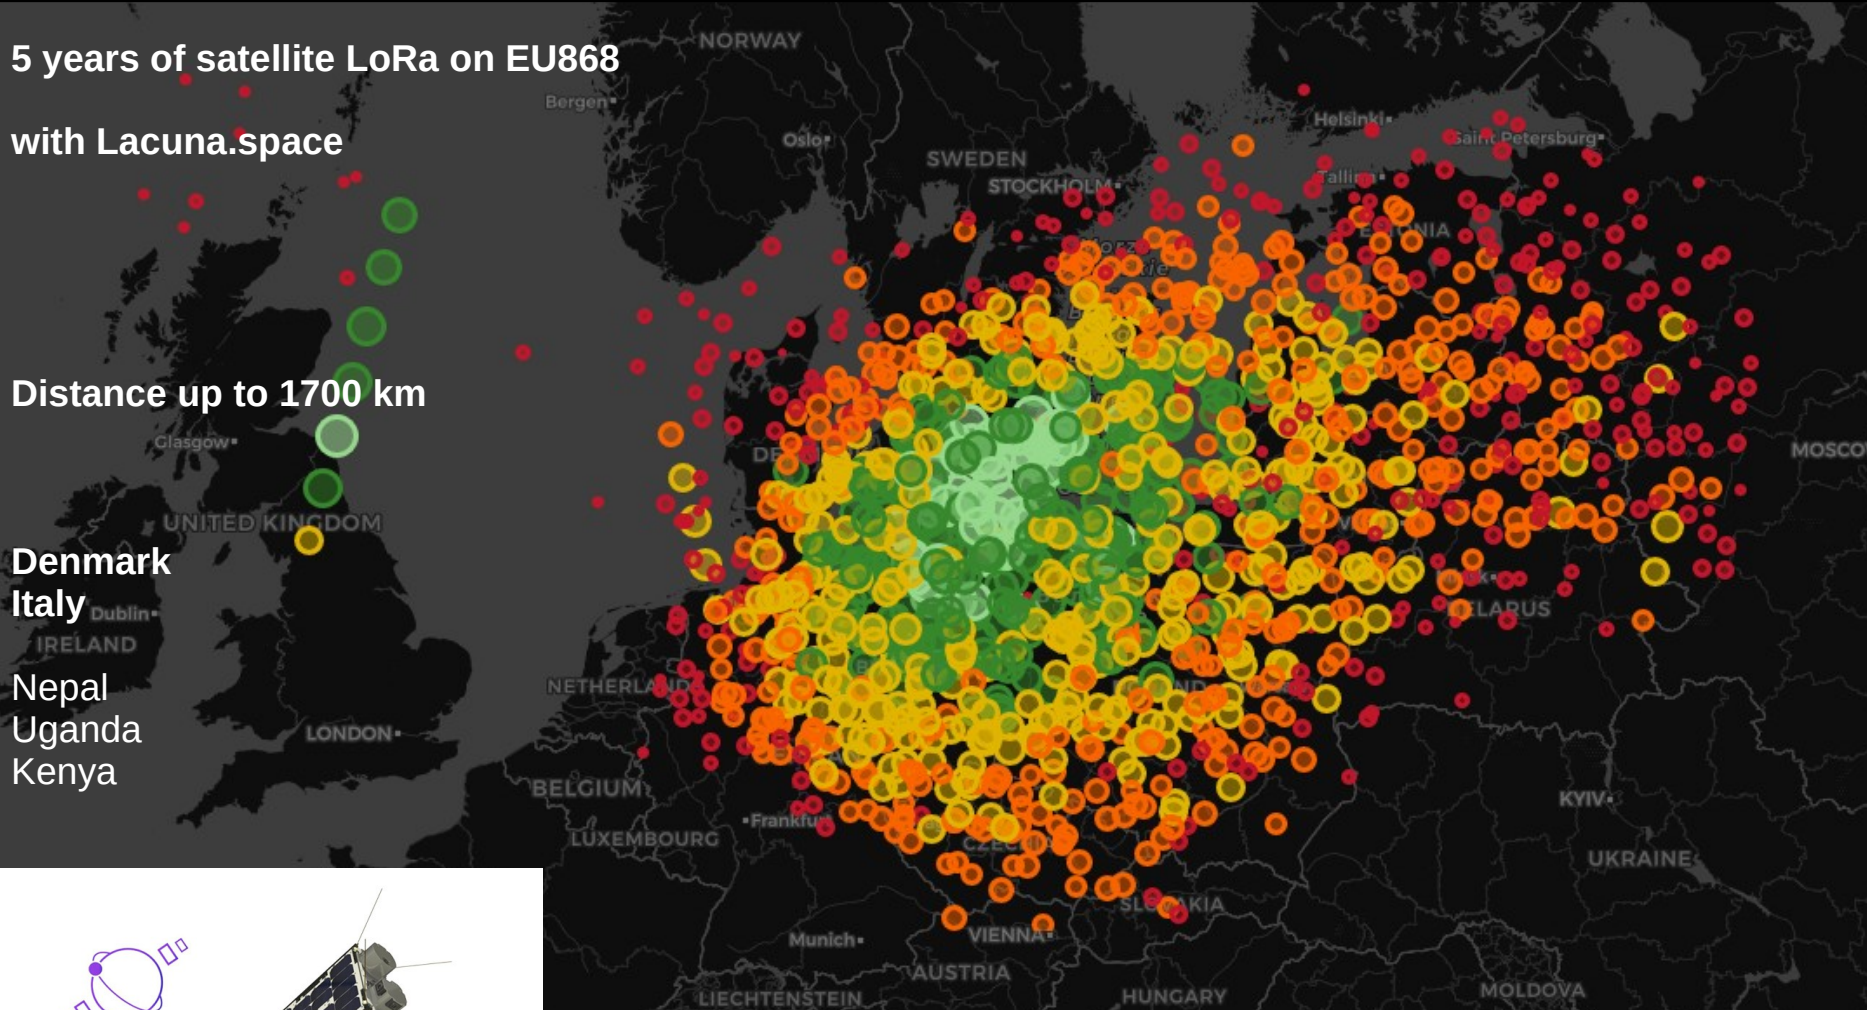 5 years of satellite LoRa on EU868
with Lacuna.space
Distance up to 1700 km
Denmark
Italy
Nepal
Uganda
Kenya
NORWAY
Bergen
Oslo
SWEDEN
STOCKHOLM
Helsinki
Saint Petersburg
Tallinn
ESTONIA
MOSCO
Glasgow
UNITED KINGDOM
Dublin
IRELAND
LONDON
NETHERLANDS
BELGIUM
LUXEMBOURG
Frankfurt
BELARUS
KYIV
UKRAINE
SLOVAKIA
VIENNA
Munich
AUSTRIA
LIECHTENSTEIN
HUNGARY
MOLDOVA